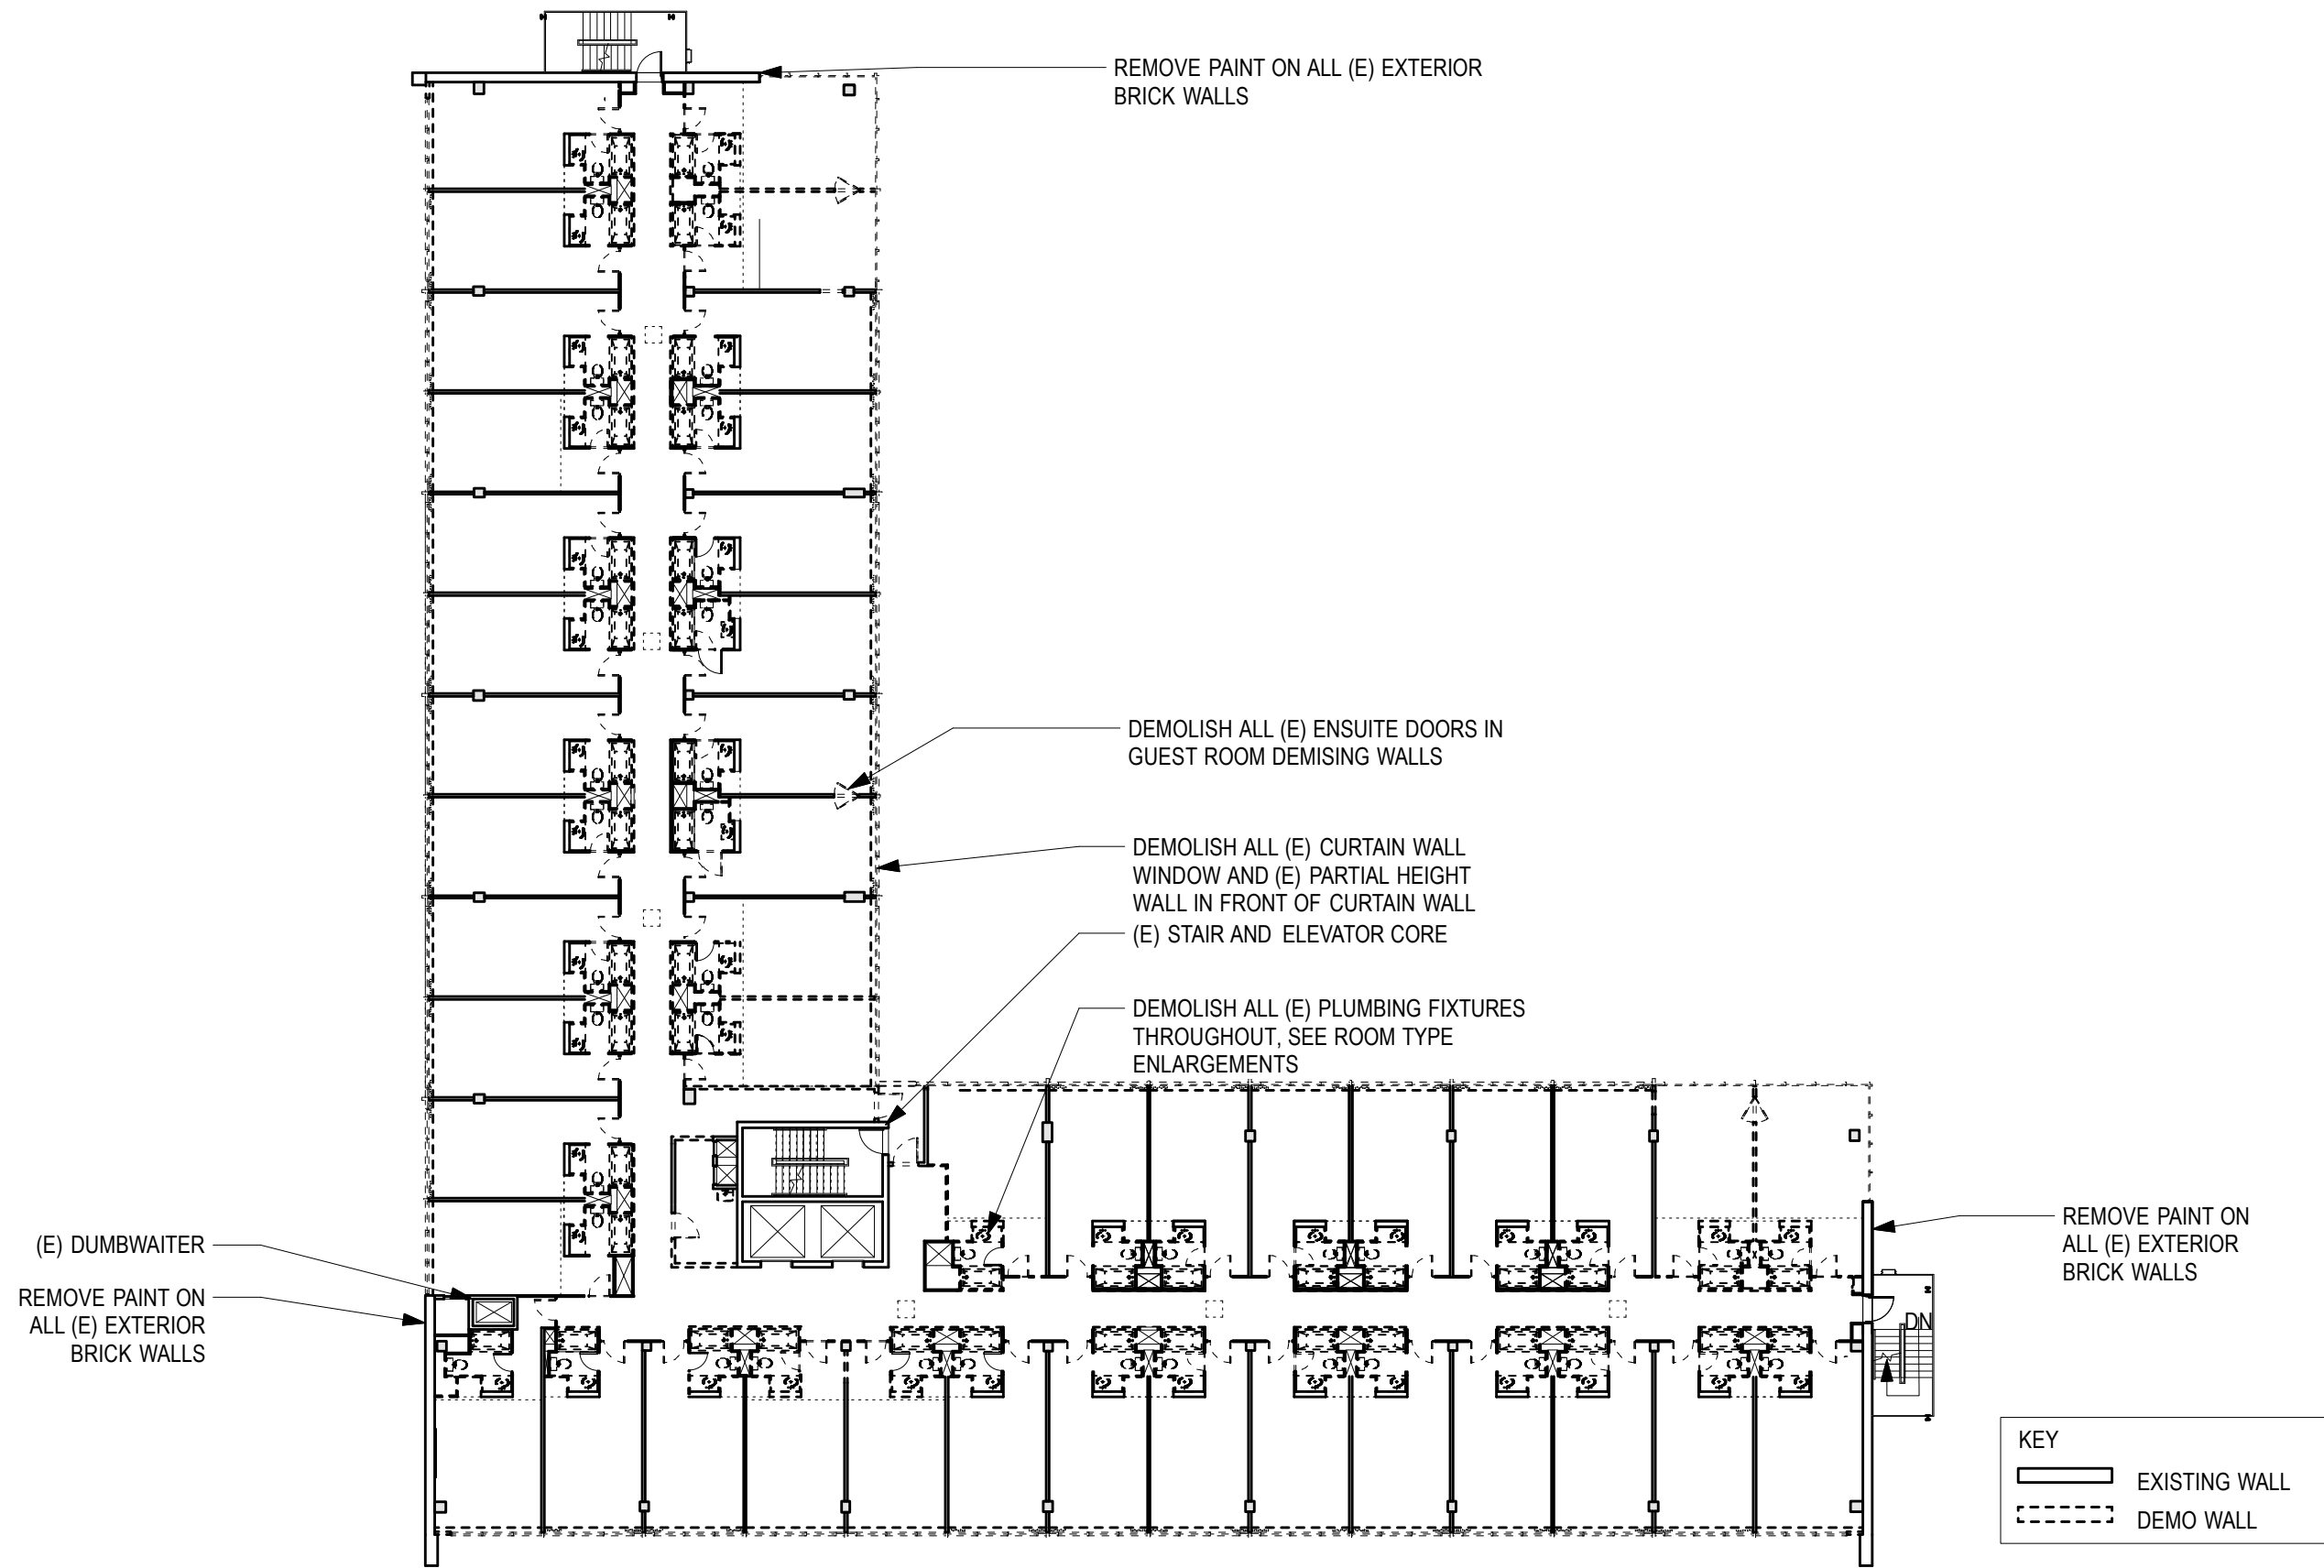 REMOVE PAINT ON ALL (E) EXTERIOR
BRICK WALLS
DEMOLISH ALL (E) ENSUITE DOORS IN
GUEST ROOM DEMISING WALLS
DEMOLISH ALL (E) CURTAIN WALL
WINDOW AND (E) PARTIAL HEIGHT
WALL IN FRONT OF CURTAIN WALL
(E) STAIR AND ELEVATOR CORE
DEMOLISH ALL (E) PLUMBING FIXTURES
THROUGHOUT, SEE ROOM TYPE
ENLARGEMENTS
(E) DUMBWAITER
REMOVE PAINT ON
ALL (E) EXTERIOR
BRICK WALLS
REMOVE PAINT ON
ALL (E) EXTERIOR
BRICK WALLS
DN
KEY
EXISTING WALL
DEMO WALL